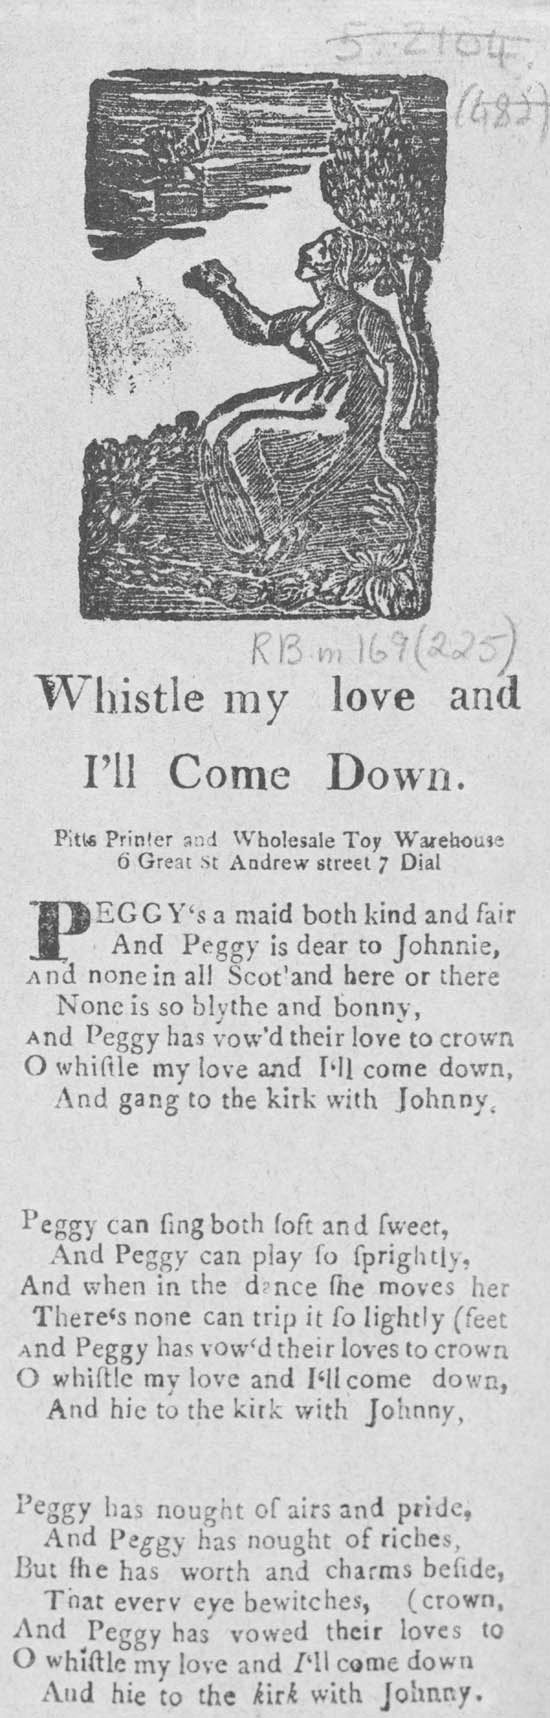 5. 2104.
(482)
RB.m 169(225)
Whistle my love and
I'll Come Down.
Pitts Printer and Wholesale Toy Warehouse
6 Great St Andrew street 7 Dial
PEGGY‘s a maid both kind and fair
And Peggy is dear to Johnnie,
And none in all Scot'and here or there
None is so blythe and bonny,
And Peggy has vow'd their love to crown
O whiſtle my love and I‘ll come down,
And gang to the kirk with Johnny.
Peggy can ſing both ſoft and ſweet,
And Peggy can play ſo ſprightly,
And when in the dance ſhe moves her
There‘s none can trip it ſo lightly (feet
And Peggy has vow‘d their loves to crown
O whiſtle my love and I‘ll come down,
And hie to the kirk with Johnny,
Peggy has nought of airs and pride,
And Peggy has nought of riches,
But ſhe has worth and charms beſide,
That every eye bewitches, (crown,
And Peggy has vowed their loves to
O whiſtle my love and I‘ll come down
And hie to the kirk with Johnny.